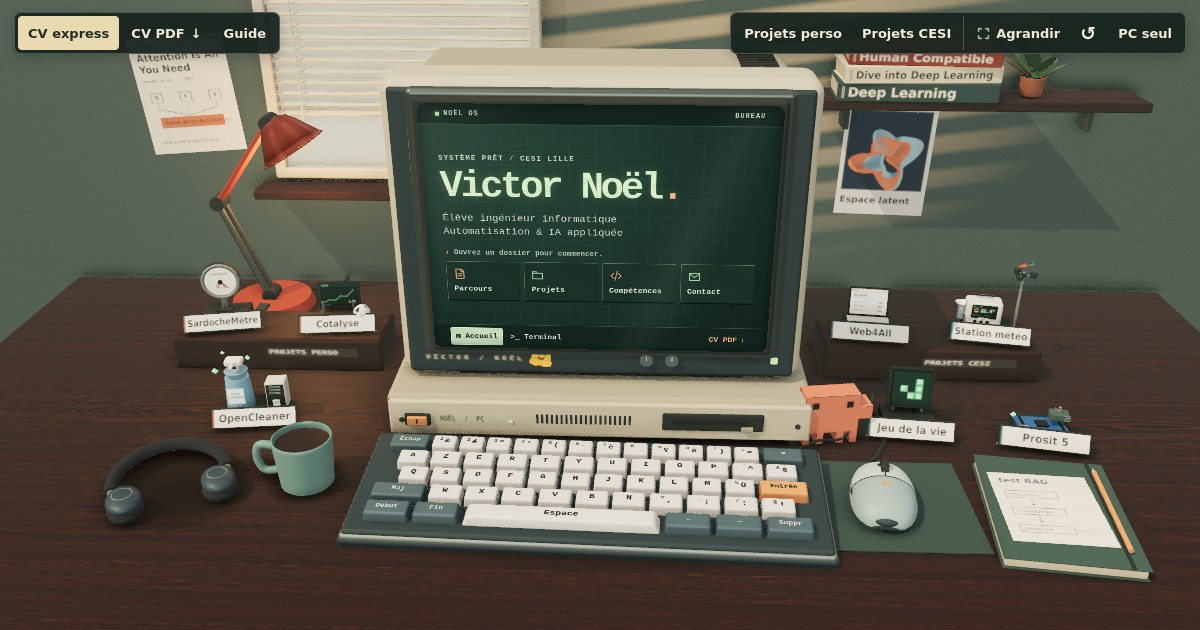 CV express
CV PDF ↓
Guide
Projets perso
Projets CESI
Agrandir
PC seul
Attention Is All
You Need
Human Compatible
Dive into Deep Learning
Deep Learning
Espace latent
NOËL OS
BUREAU
SYSTÈME PRÊT / CESI LILLE
Victor Noël.
Élève ingénieur informatique
Automatisation & IA appliquée
Ouvrez un dossier pour commencer.
Parcours
Projets
Compétences
Contact
Accueil
>_ Terminal
CV PDF ↓
VICTOR / NOËL
NOËL / PC
SardocheMetre
Cotalyse
PROJETS PERSO
OpenCleaner
Web4All
Station météo
PROJETS CESI
Jeu de la vie
Prosit 5
test RAG
Echap
A Z E R T Y U I O P
Q S D F G H J K L M
Entrée
Maj
W X C V B N
Début
Fin
Espace
Suppr